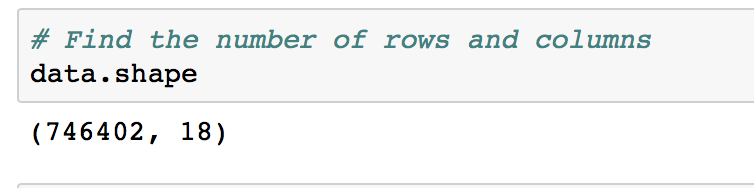 # Find the number of rows and columns
data.shape
(746402, 18)